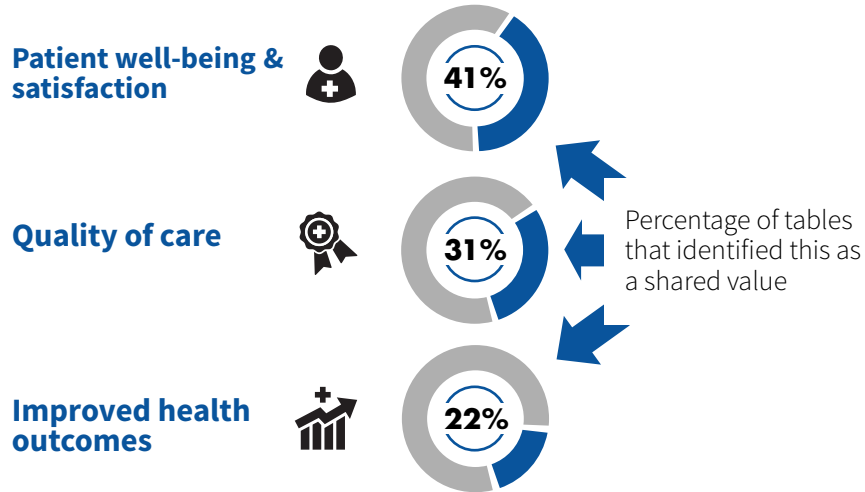 Patient well-being &
satisfaction
41%
Quality of care
31%
Percentage of tables
that identified this as
a shared value
Improved health
outcomes
22%